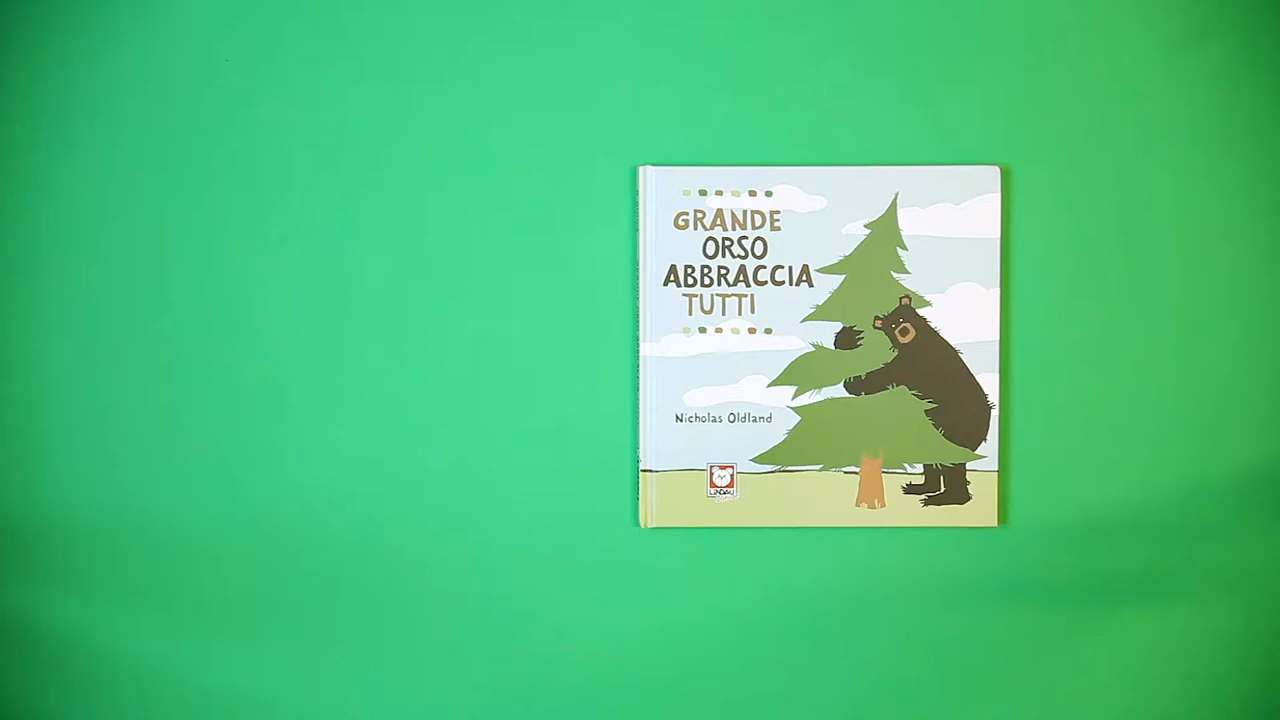 GRANDE
ORSO
ABBRACCIA
TUTTI
Nicholas Oldland
LINDAU